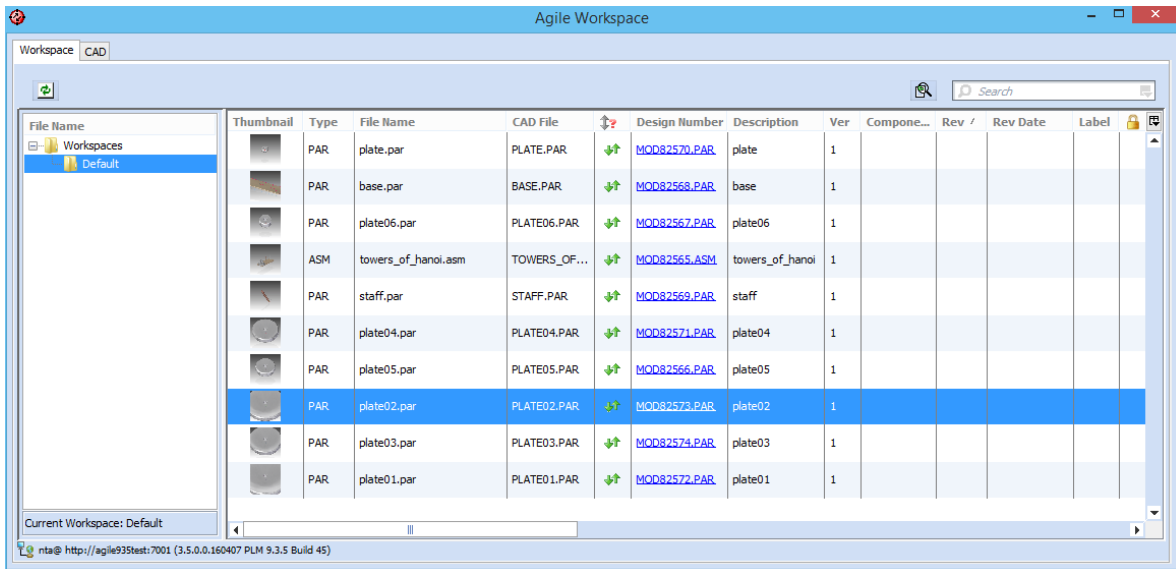 Agile Workspace
Workspace CAD
Search
File Name
Workspaces
Default
Current Workspace: Default
Thumbnail Type File Name CAD File Design Number Description Ver Compone... Rev Rev Date Label
PAR plate.par PLATE.PAR MOD82570.PAR plate 1
PAR base.par BASE.PAR MOD82568.PAR base 1
PAR plate06.par PLATE06.PAR MOD82567.PAR plate06 1
ASM towers_of_hanoi.asm TOWERS_OF... MOD82565.ASM towers_of_hanoi 1
PAR staff.par STAFF.PAR MOD82569.PAR staff 1
PAR plate04.par PLATE04.PAR MOD82571.PAR plate04 1
PAR plate05.par PLATE05.PAR MOD82566.PAR plate05 1
PAR plate02.par PLATE02.PAR MOD82573.PAR plate02 1
PAR plate03.par PLATE03.PAR MOD82574.PAR plate03 1
PAR plate01.par PLATE01.PAR MOD82572.PAR plate01 1
nta@ http://agile935test:7001 (3.5.0.0.160407 PLM 9.3.5 Build 45)